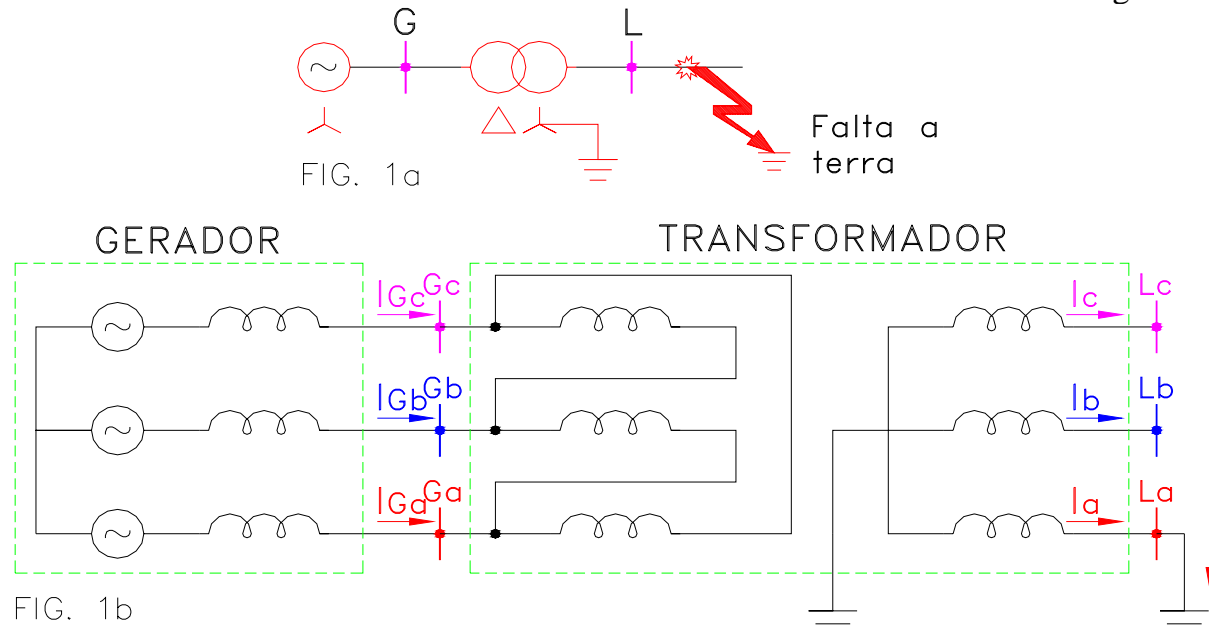 G L
Falta a
terra
FIG. 1a
GERADOR TRANSFORMADOR
IGc Gc Ic Lc
IGb Gb Ib Lb
IGa Ga Ia La
FIG. 1b